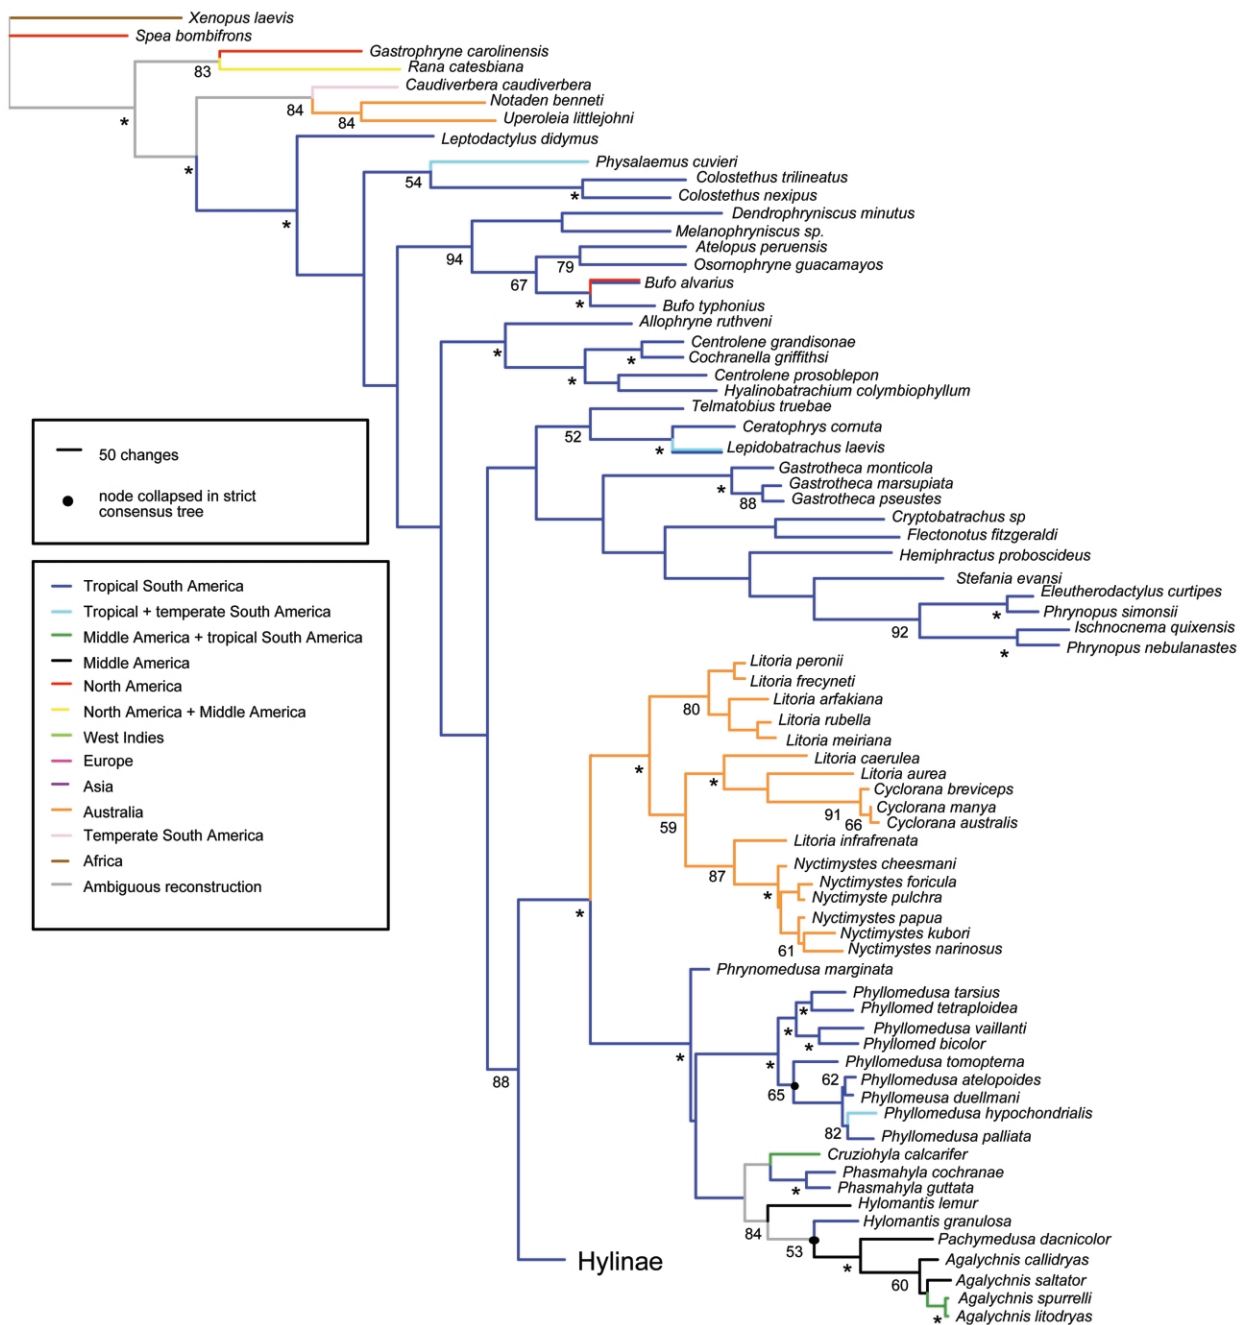 Xenopus laevis
Spea bombifrons
Gastrophryne carolinensis
83
Rana catesbiana
Caudiverbera caudiverbera
Notaden benneti
84
84
Uperoleia littlejohni
*
Leptodactylus didymus
Physalaemus cuvieri
*
54
Colostethus trilineatus
*
Colostethus nexipus
Dendrophryniscus minutus
*
Melanophryniscus sp.
Atelopus peruensis
94
79
Osornophryne guacamayos
67
Bufo alvarius
*
Bufo typhonius
Allophryne ruthveni
Centrolene grandisonae
*
*
Cochranella griffithsi
Centrolene prosoblepon
*
Hyalinobatrachium colymbiophyllum
Telmatobius truebae
Ceratophrys cornuta
52
*
Lepidobatrachus laevis
50 changes
Gastrotheca monticola
*
Gastrotheca marsupiata
node collapsed in strict
consensus tree
88
Gastrotheca pseustes
Cryptobatrachus sp
Flectonotus fitzgeraldi
Hemiphractus proboscideus
Stefania evansi
Eleutherodactylus curtipes
*
Phrynopus simonsii
92
Ischnocnema quixensis
*
Phrynopus nebulanastes
Tropical South America
Tropical + temperate South America
Middle America + tropical South America
Middle America
North America
North America + Middle America
West Indies
Europe
Asia
Australia
Temperate South America
Africa
Ambiguous reconstruction
Litoria peronii
Litoria frecyneti
80
Litoria arfakiana
Litoria rubella
Litoria meiriana
*
Litoria caerulea
*
Litoria aurea
Cyclorana breviceps
Cyclorana manya
59
91
66
Cyclorana australis
Litoria infrafrenata
Nyctimystes cheesmani
87
Nyctimystes foricula
*
Nyctimyste pulchra
*
Nyctimystes papua
Nyctimystes kubori
61
Nyctimystes narinosus
Phrynomedusa marginata
Phyllomedusa tarsius
*
Phyllomed tetraploidea
*
Phyllomedusa vaillanti
*
Phyllomed bicolor
*
*
Phyllomedusa tomopterna
88
62
Phyllomedusa atelopoides
65
Phyllomeusa duellmani
Phyllomedusa hypochondrialis
82
Phyllomedusa palliata
Cruziohyla calcarifer
Phasmahyla cochranae
*
Phasmahyla guttata
Hylomantis lemur
84
Hylomantis granulosa
53
Pachymedusa dacnicolor
Hylinae
*
Agalychnis callidryas
60
Agalychnis saltator
Agalychnis spurrelli
*
Agalychnis litodryas